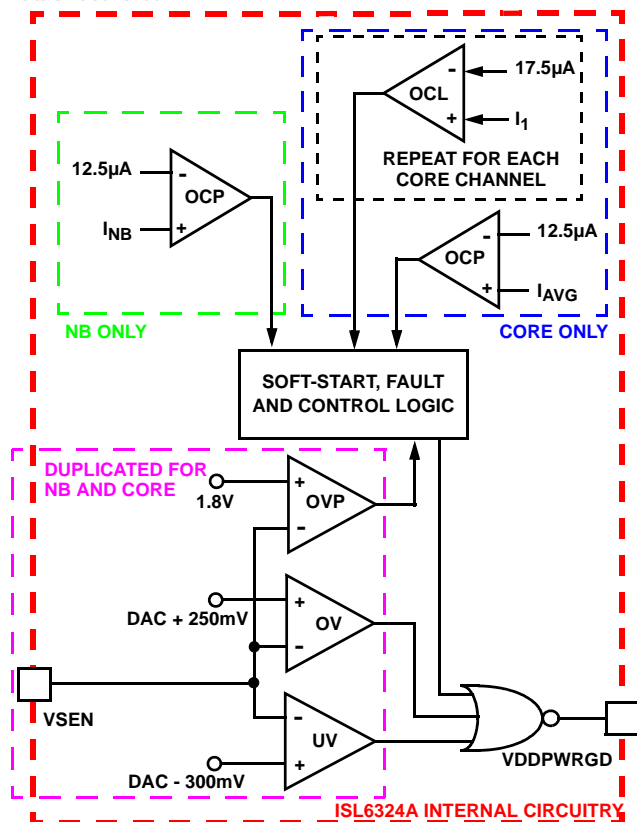 -
17.5µA
OCL
+
I1
REPEAT FOR EACH
CORE CHANNEL
12.5µA
-
OCP
INB
+
-
12.5µA
OCP
+
IAVG
NB ONLY
CORE ONLY
SOFT-START, FAULT
AND CONTROL LOGIC
DUPLICATED FOR
NB AND CORE
+
1.8V
OVP
-
+
DAC + 250mV
OV
-
VSEN
-
UV
VDDPWRGD
+
DAC - 300mV
ISL6324A INTERNAL CIRCUITRY